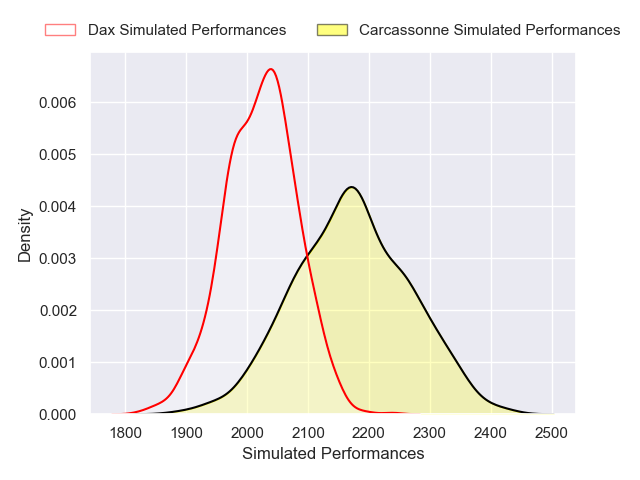 Dax Simulated Performances Carcassonne Simulated Performances
0.006
0.005
0.004
0.003
0.002
0.001
0.000
Density
1800 1900 2000 2100 2200 2300 2400 2500
Simulated Performances